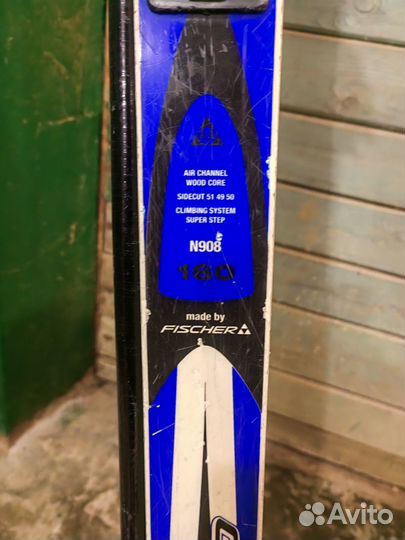 AIR CHANNEL
WOOD CORE
SIDECUT 51 49 50
CLIMBING SYSTEM
SUPER STEP
N908
160
made by
FISCHER
Avito